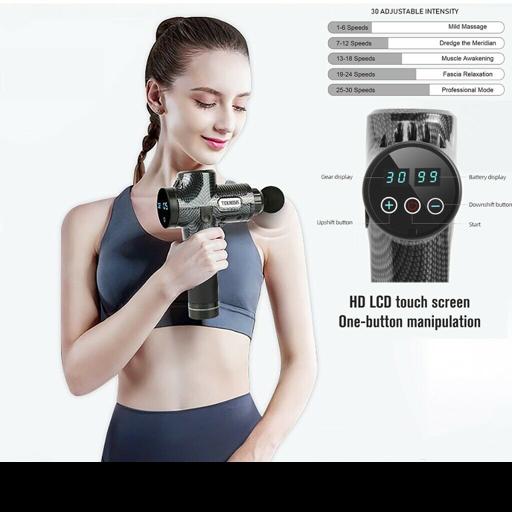 30 ADJUSTABLE INTENSITY
1-6 Speeds Mild Massage
7-12 Speeds Dredge the Meridian
13-18 Speeds Muscle Awakening
19-24 Speeds Fascia Relaxation
25-30 Speeds Professional Mode
Gear display
30 99
Battery display
Downshift button
Upshift button
Start
HD LCD touch screen
One-button manipulation